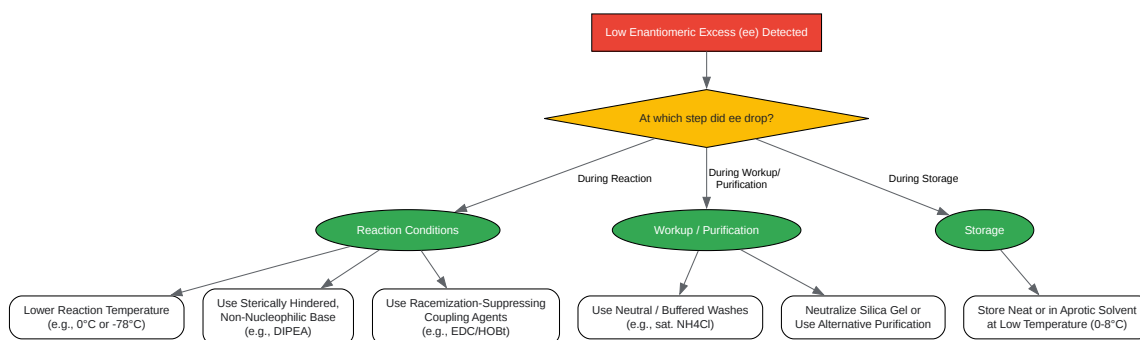 Low Enantiomeric Excess (ee) Detected
At which step did ee drop?
During Reaction
During Workup/
Purification
During Storage
Reaction Conditions
Workup / Purification
Storage
Lower Reaction Temperature
(e.g., 0°C or -78°C)
Use Sterically Hindered,
Non-Nucleophilic Base
(e.g., DIPEA)
Use Racemization-Suppressing
Coupling Agents
(e.g., EDC/HOBt)
Use Neutral / Buffered Washes
(e.g., sat. NH4Cl)
Neutralize Silica Gel or
Use Alternative Purification
Store Neat or in Aprotic Solvent
at Low Temperature (0-8°C)